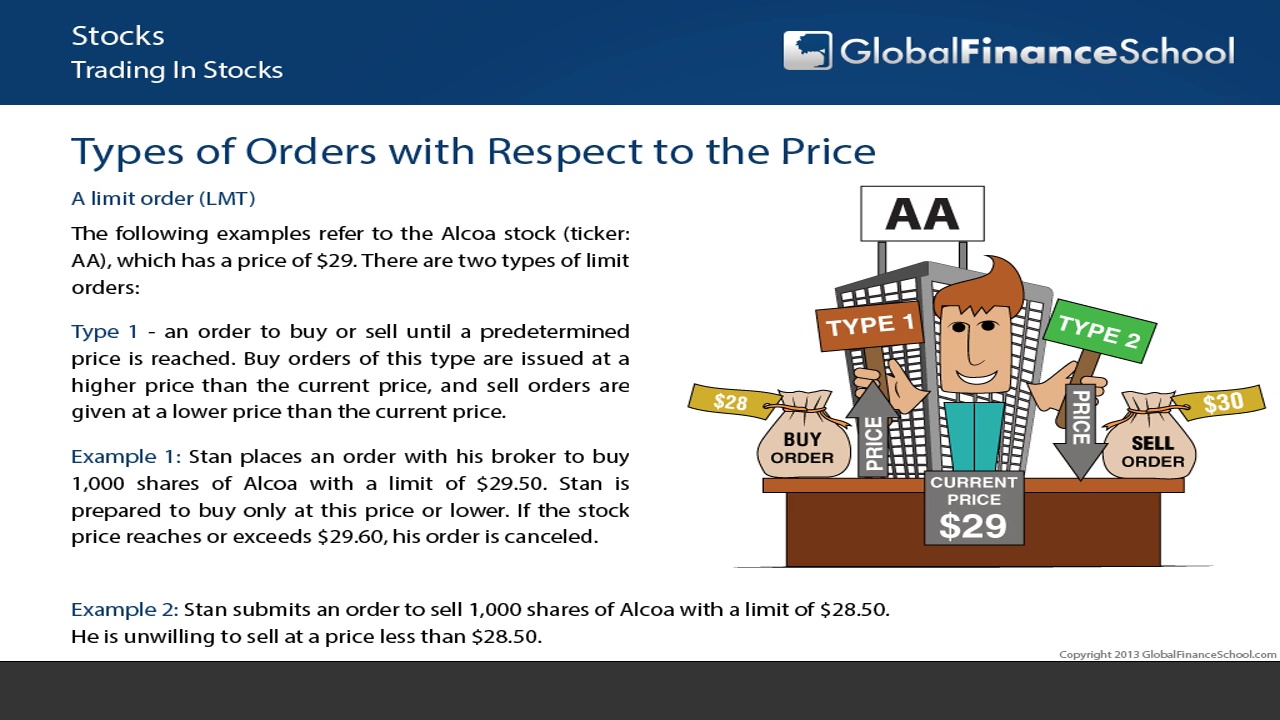 Stocks
Trading In Stocks
GlobalFinanceSchool
Types of Orders with Respect to the Price
A limit order (LMT)
The following examples refer to the Alcoa stock (ticker:
AA), which has a price of $29. There are two types of limit
orders:
Type 1 - an order to buy or sell until a predetermined
price is reached. Buy orders of this type are issued at a
higher price than the current price, and sell orders are
given at a lower price than the current price.
Example 1: Stan places an order with his broker to buy
1,000 shares of Alcoa with a limit of $29.50. Stan is
prepared to buy only at this price or lower. If the stock
price reaches or exceeds $29.60, his order is canceled.
Example 2: Stan submits an order to sell 1,000 shares of Alcoa with a limit of $28.50.
He is unwilling to sell at a price less than $28.50.
AA
TYPE 1
TYPE 2
$28
BUY
ORDER
PRICE
PRICE
$30
SELL
ORDER
CURRENT
PRICE
$29
Copyright 2013 GlobalFinanceSchool.com